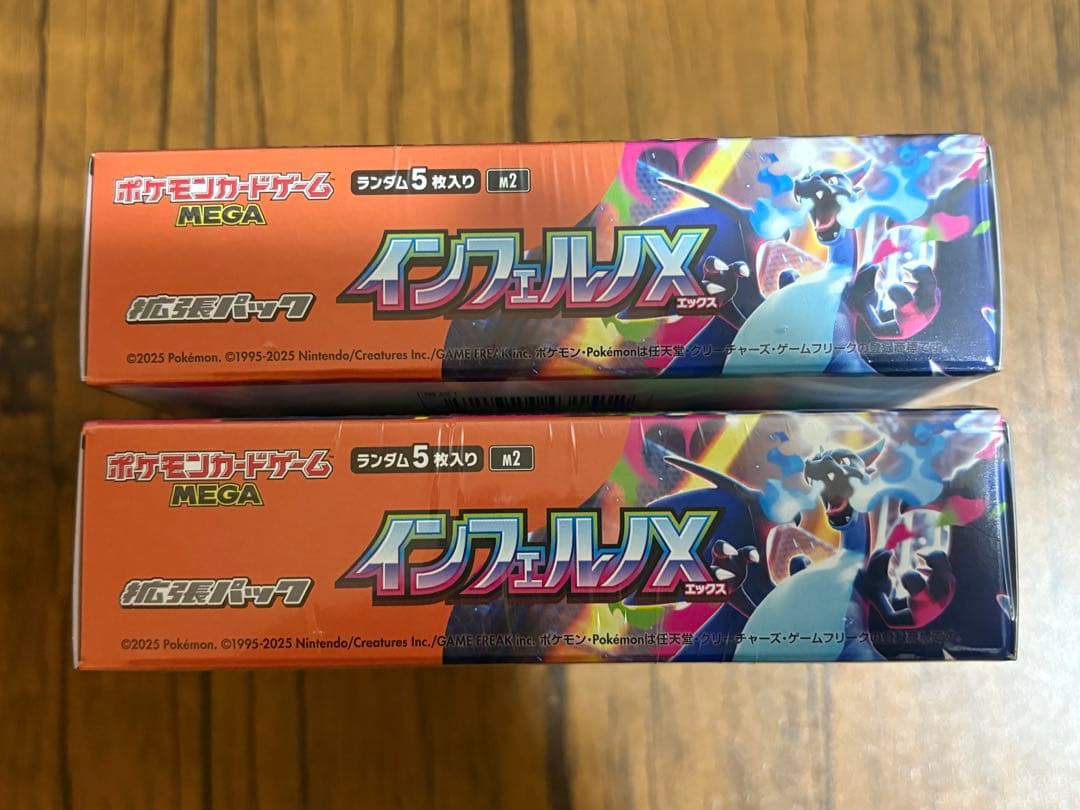 ポケモンカードゲーム
MEGA
ランダム5枚入り M2
インフェルノX
エックス
拡張パック
©2025 Pokémon. ©1995-2025 Nintendo/Creatures Inc./GAME FREAK inc. ポケモン・Pokémonは任天堂・クリーチャーズ・ゲームフリークの登録商標です。
ポケモンカードゲーム
MEGA
ランダム5枚入り M2
インフェルノX
エックス
拡張パック
©2025 Pokémon. ©1995-2025 Nintendo/Creatures Inc./GAME FREAK inc. ポケモン・Pokémonは任天堂・クリーチャーズ・ゲームフリークの登録商標です。